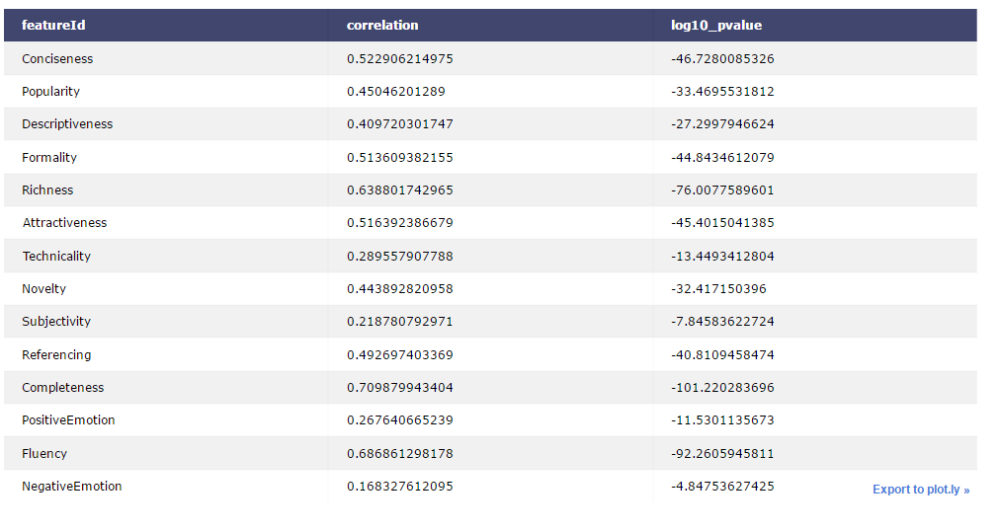 featureId correlation log10_pvalue
Conciseness 0.522906214975 -46.7280085326
Popularity 0.45046201289 -33.4695531812
Descriptiveness 0.409720301747 -27.2997946624
Formality 0.513609382155 -44.8434612079
Richness 0.638801742965 -76.0077589601
Attractiveness 0.516392386679 -45.4015041385
Technicality 0.289557907788 -13.4493412804
Novelty 0.443892820958 -32.417150396
Subjectivity 0.218780792971 -7.84583622724
Referencing 0.492697403369 -40.8109458474
Completeness 0.709879943404 -101.220283696
PositiveEmotion 0.267640665239 -11.5301135673
Fluency 0.686861298178 -92.2605945811
NegativeEmotion 0.168327612095 -4.84753627425
Export to plot.ly »